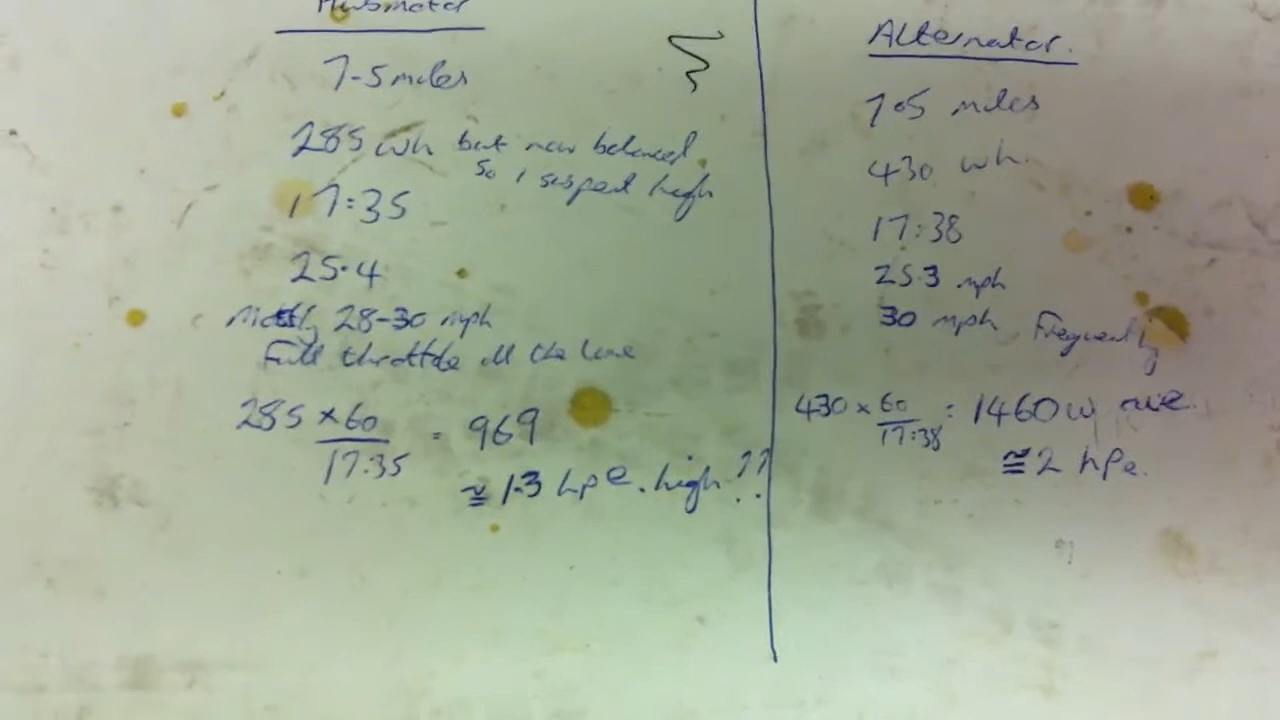 7-5 miles
285 wh but now balanced
so I suspect high
17:35
25.4
Mostly 28-30 mph
Full throttle all the time
285 x 60
17.35
= 969
≈ 1.3 hpe. high??
Alternator.
7.5 miles
430 wh.
17:38
25.3 mph
30 mph Frequently
430 x 60 = 1460w ave.
17:38
≅ 2 hpe.